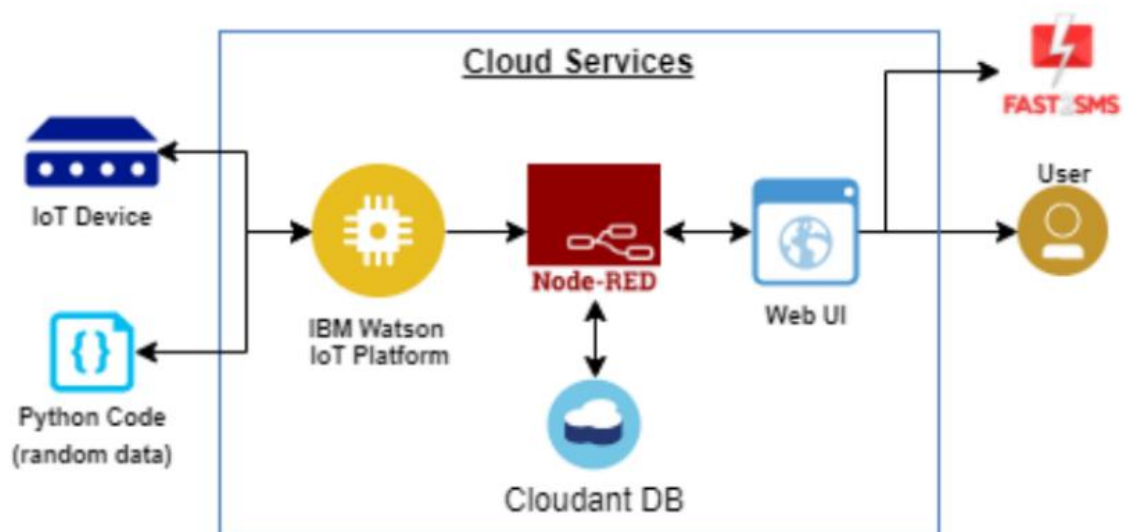 Cloud Services
FAST2SMS
IoT Device
User
Node-RED
IBM Watson
IoT Platform
Web UI
Python Code
(random data)
Cloudant DB